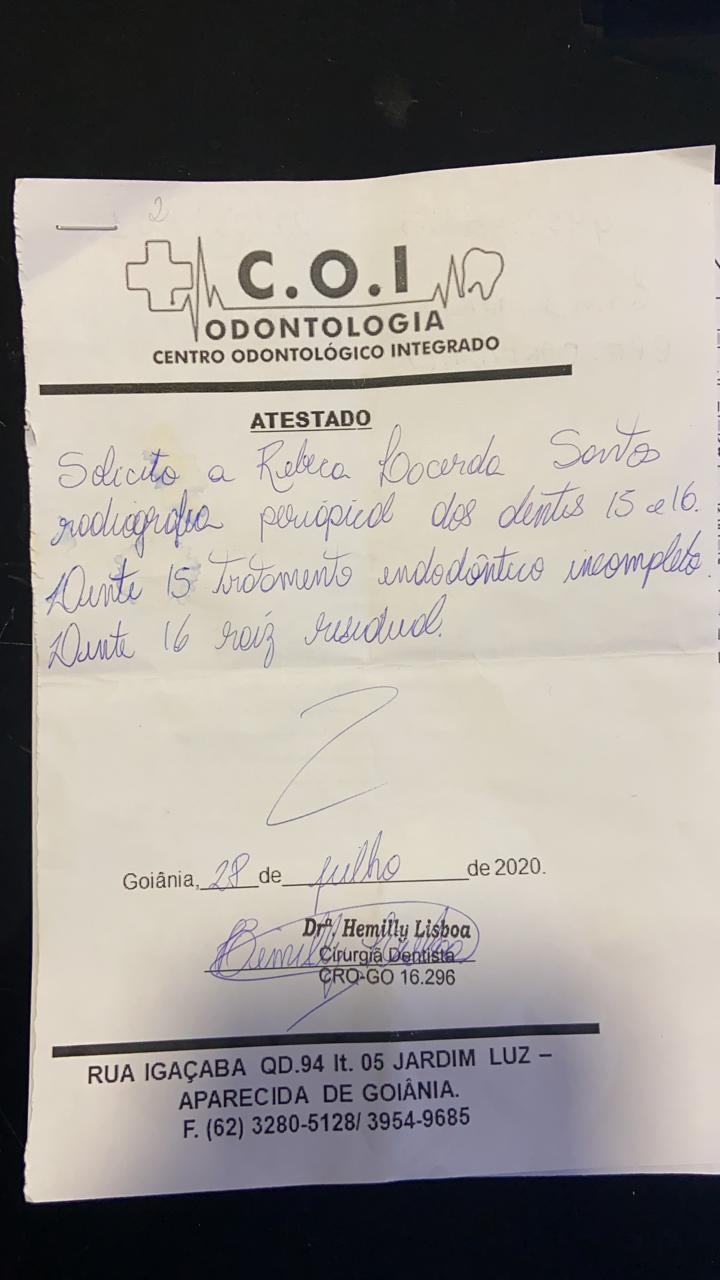 2
C.O.I
ODONTOLOGIA
CENTRO ODONTOLÓGICO INTEGRADO
ATESTADO
Solicito a Rebeca Lacerda Santos
radiografia periapical dos dentes 15 e 16.
Dente 15 tratamento endodôntico incompleto
Dente 16 raiz residual.
Goiânia, 28 de julho de 2020.
Drª. Hemilly Lisboa
Cirurgiã Dentista
CRO-GO 16.296
RUA IGAÇABA QD.94 lt. 05 JARDIM LUZ –
APARECIDA DE GOIÂNIA.
F. (62) 3280-5128/ 3954-9685